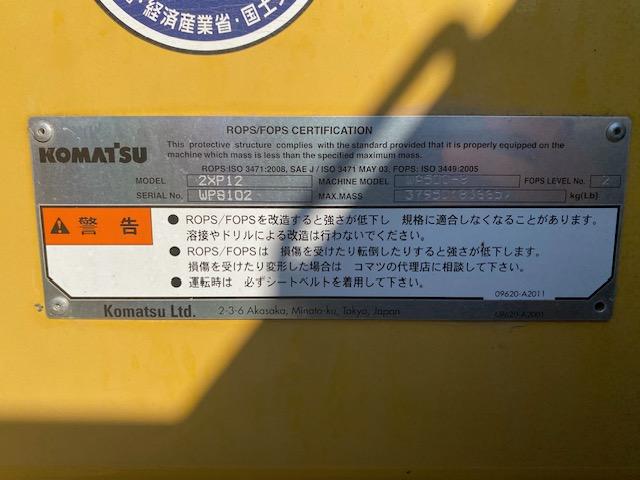 経済産業省・国土
ROPS/FOPS CERTIFICATION
KOMATSU
This protective structure complies with the standard provided that it is properly equipped on the
machine which mass is less than the specified maximum mass.
ROPS:ISO 3471:2008, SAE J / ISO 3471 MAY 03, FOPS: ISO 3449:2005
MODEL 2XP12 MACHINE MODEL FOPS LEVEL No. 2
SERIAL No. WP8102 MAX.MASS kg(Lb)
警告
● ROPS/FOPSを改造すると強さが低下し 規格に適合しなくなることがあります。
溶接やドリルによる改造は行わないでください。
● ROPS/FOPSは 損傷を受けたり転倒したりすると強さが低下します。
損傷を受けたり変形した場合は コマツの代理店に相談して下さい。
● 運転時は 必ずシートベルトを着用して下さい。
09620-A2011
Komatsu Ltd. 2-3-6 Akasaka, Minato-ku, Tokyo, Japan
09620-A2001